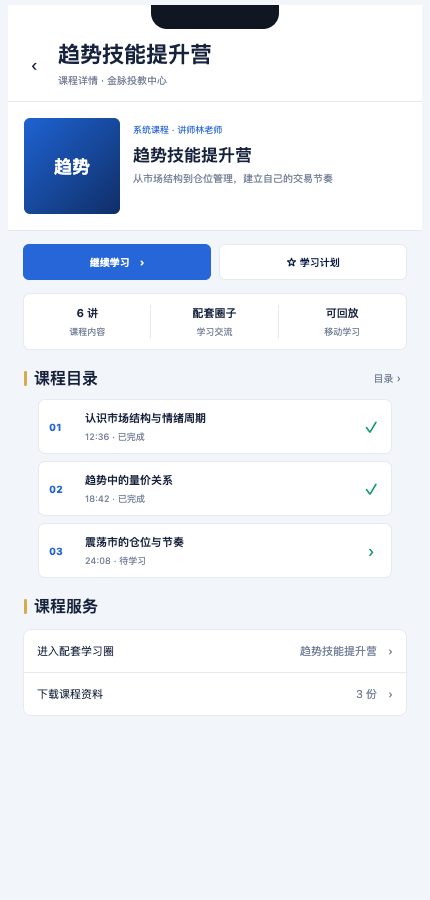 ‹
趋势技能提升营
课程详情 · 金脉投教中心
趋势
系统课程 · 讲师林老师
趋势技能提升营
从市场结构到仓位管理，建立自己的交易节奏
继续学习 ›
☆ 学习计划
6 讲
课程内容
配套圈子
学习交流
可回放
移动学习
课程目录
目录 ›
01
认识市场结构与情绪周期
12:36 · 已完成
✓
02
趋势中的量价关系
18:42 · 已完成
✓
03
震荡市的仓位与节奏
24:08 · 待学习
›
课程服务
进入配套学习圈
趋势技能提升营 ›
下载课程资料
3 份 ›